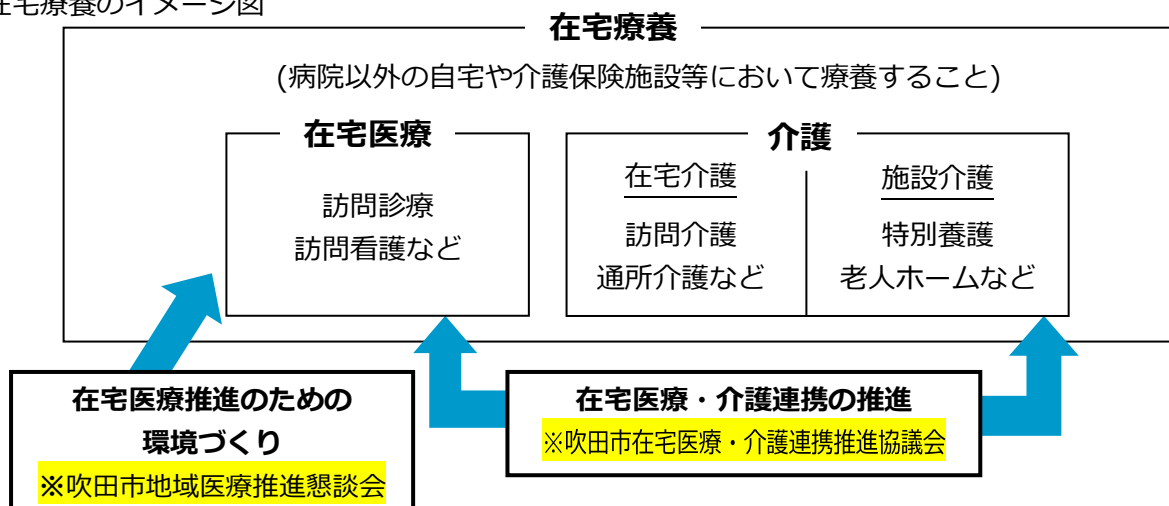 在宅療養のイメージ図
在宅療養
(病院以外の自宅や介護保険施設等において療養すること)
在宅医療
訪問診療
訪問看護など
介護
在宅介護
訪問介護
通所介護など
施設介護
特別養護
老人ホームなど
在宅医療推進のための
環境づくり
※吹田市地域医療推進懇談会
在宅医療・介護連携の推進
※吹田市在宅医療・介護連携推進協議会